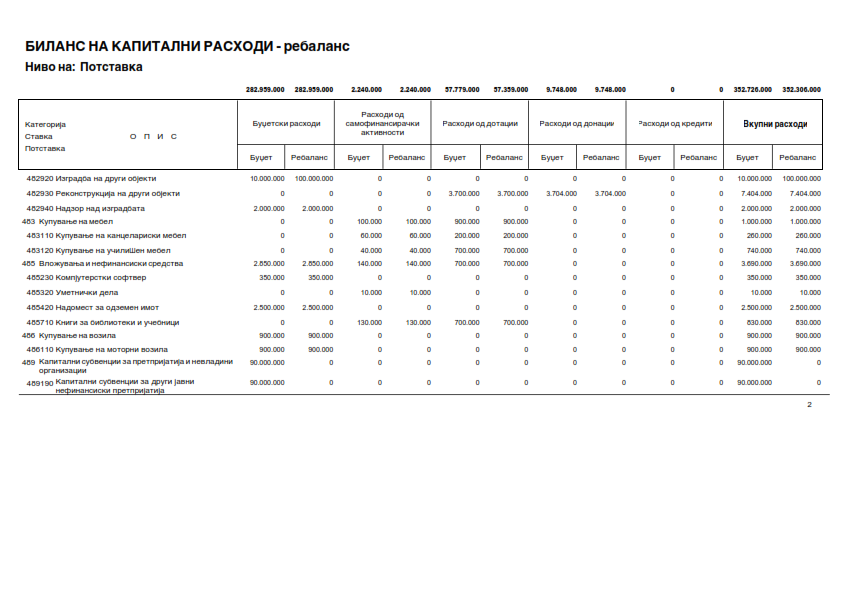 БИЛАНС НА КАПИТАЛНИ РАСХОДИ - ребаланс
Ниво на: Потставка
282.959.000 282.959.000 2.240.000 2.240.000 57.779.000 57.359.000 9.748.000 9.748.000 0 0 352.726.000 352.306.000
Категорија
Ставка О П И С
Потставка
Буџетски расходи
Расходи од
самофинансирачки
активности
Расходи од дотации
Расходи од донации
Расходи од кредити
Вкупни расходи
Буџет Ребаланс Буџет Ребаланс Буџет Ребаланс Буџет Ребаланс Буџет Ребаланс Буџет Ребаланс
482920 Изградба на други објекти 10.000.000 100.000.000 0 0 0 0 0 0 0 0 10.000.000 100.000.000
482930 Реконструкција на други објекти 0 0 0 0 3.700.000 3.700.000 3.704.000 3.704.000 0 0 7.404.000 7.404.000
482940 Надзор над изградбата 2.000.000 2.000.000 0 0 0 0 0 0 0 0 2.000.000 2.000.000
483 Купување на мебел 0 0 100.000 100.000 900.000 900.000 0 0 0 0 1.000.000 1.000.000
483110 Купување на канцелариски мебел 0 0 60.000 60.000 200.000 200.000 0 0 0 0 260.000 260.000
483120 Купување на училиШен мебел 0 0 40.000 40.000 700.000 700.000 0 0 0 0 740.000 740.000
485 Вложувања и нефинансиски средства 2.850.000 2.850.000 140.000 140.000 700.000 700.000 0 0 0 0 3.690.000 3.690.000
485230 Компјутерстки софтвер 350.000 350.000 0 0 0 0 0 0 0 0 350.000 350.000
485320 Уметнички дела 0 0 10.000 10.000 0 0 0 0 0 0 10.000 10.000
485420 Надомест за одземен имот 2.500.000 2.500.000 0 0 0 0 0 0 0 0 2.500.000 2.500.000
485710 Книги за библиотеки и учебници 0 0 130.000 130.000 700.000 700.000 0 0 0 0 830.000 830.000
486 Купување на возила 900.000 900.000 0 0 0 0 0 0 0 0 900.000 900.000
486110 Купување на моторни возила 900.000 900.000 0 0 0 0 0 0 0 0 900.000 900.000
489 Капитални субвенции за претпријатија и невладини 90.000.000 0 0 0 0 0 0 0 0 0 90.000.000 0
организации
489190 Капитални субвенции за други јавни 90.000.000 0 0 0 0 0 0 0 0 0 90.000.000 0
нефинансиски претпријатија
2